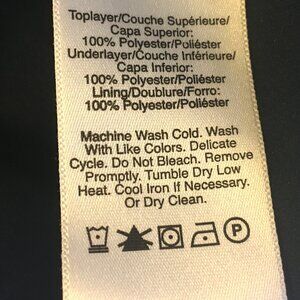 Toplayer/Couche Supérieure/
Capa Superior:
100% Polyester/Poliéster
Underlayer/Couche Inférieure/
Capa Inferior:
100% Polyester/Poliéster
Lining/Doublure/Forro:
100% Polyester/Poliéster
Machine Wash Cold. Wash
With Like Colors. Delicate
Cycle. Do Not Bleach. Remove
Promptly. Tumble Dry Low
Heat. Cool Iron If Necessary.
Or Dry Clean.
P